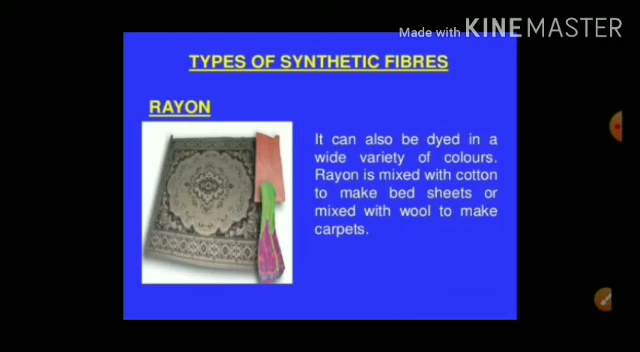 Made with KINEMASTER
TYPES OF SYNTHETIC FIBRES
RAYON
It can also be dyed in a
wide variety of colours.
Rayon is mixed with cotton
to make bed sheets or
mixed with wool to make
carpets.